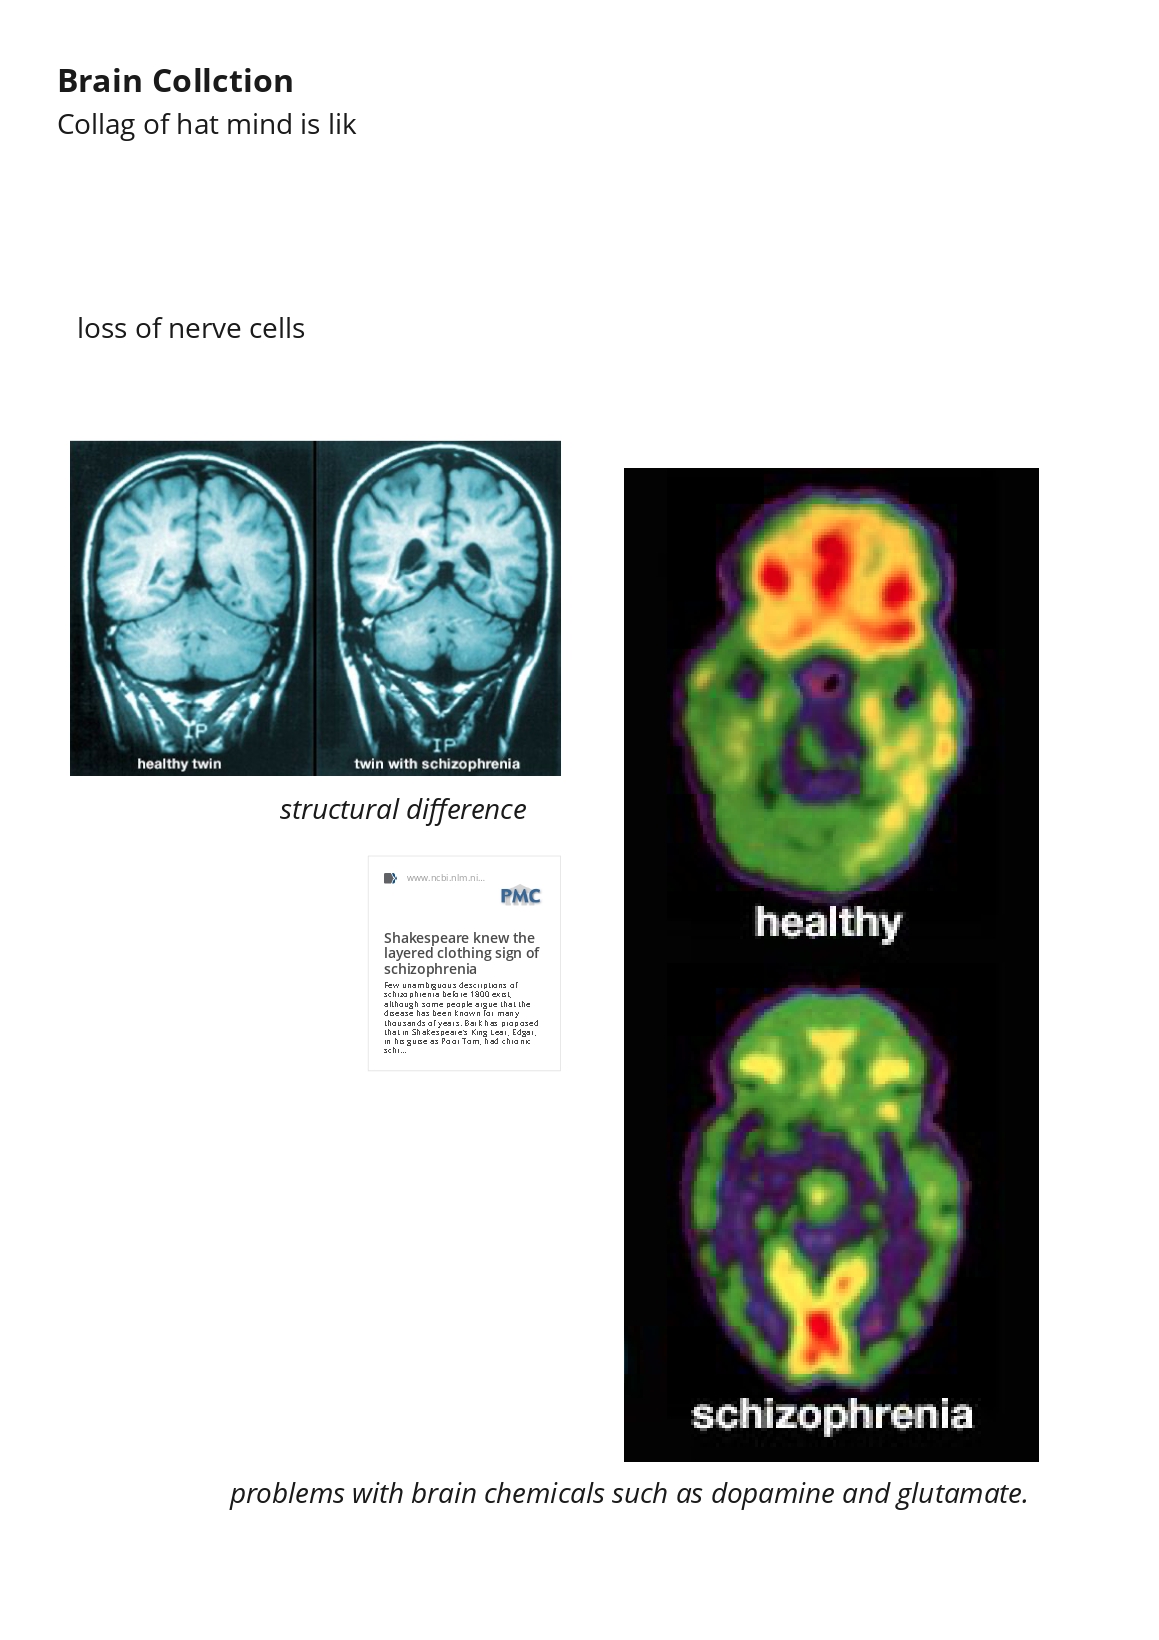 Brain Collction
Collag of hat mind is lik
loss of nerve cells
IP
healthy twin
IP
twin with schizophrenia
structural difference
www.ncbi.nlm.ni...
PMC
Shakespeare knew the
layered clothing sign of
schizophrenia
Few unambiguous descriptions of
schizophrenia before 1800 exist,
although some people argue that the
disease has been known for many
thousands of years. Bark has proposed
that in Shakespeare's King Lear, Edgar,
in his guise as Poor Tom, had chronic
schi...
healthy
schizophrenia
problems with brain chemicals such as dopamine and glutamate.